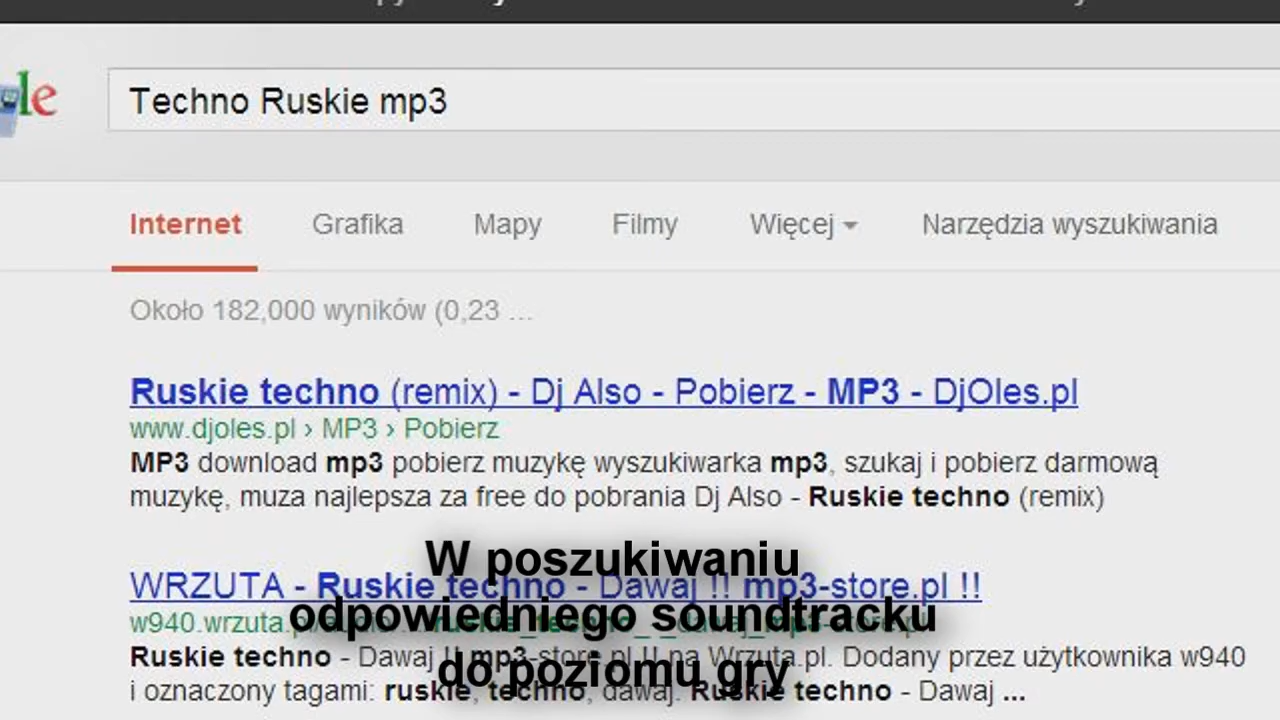 le
Techno Ruskie mp3
Internet Grafika Mapy Filmy Więcej Narzędzia wyszukiwania
Około 182,000 wyników (0,23 ...
Ruskie techno (remix) - Dj Also - Pobierz - MP3 - DjOles.pl
www.djoles.pl › MP3 › Pobierz
MP3 download mp3 pobierz muzykę wyszukiwarka mp3, szukaj i pobierz darmową
muzykę, muza najlepsza za free do pobrania Dj Also - Ruskie techno (remix)
WRZUTA - Ruskie techno - Dawaj !! mp3-store.pl !!
w940.wrzuta.pl
Ruskie techno - Dawaj !! mp3-store.pl !! na Wrzuta.pl. Dodany przez użytkownika w940
i oznaczony tagami: ruskie, techno, dawaj. Ruskie techno - Dawaj ...
W poszukiwaniu
odpowiedniego soundtracku
do poziomu gry